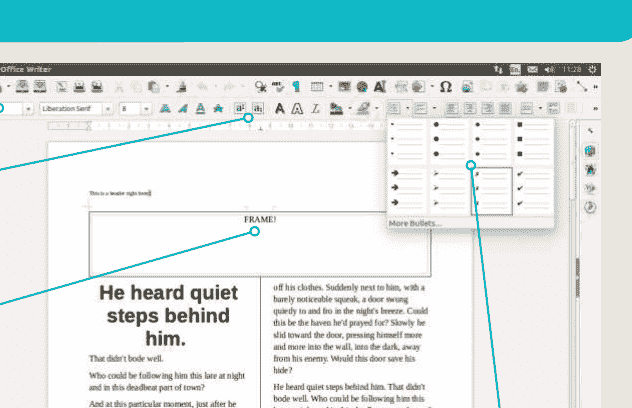 Office Writer
11:28
Liberation Serif
8
More Bullets...
This is a header right here
FRAME!
He heard quiet
steps behind
him.
That didn't bode well.
Who could be following him this late at night
and in this deadbeat part of town?
And at this particular moment, just after he
off his clothes. Suddenly next to him, with a
barely noticeable squeak, a door swung
quietly to and fro in the night's breeze. Could
this be the haven he'd prayed for? Slowly he
slid toward the door, pressing himself more
and more into the wall, into the dark, away
from his enemy. Would this door save his
hide?
He heard quiet steps behind him. That didn't
bode well. Who could be following him this